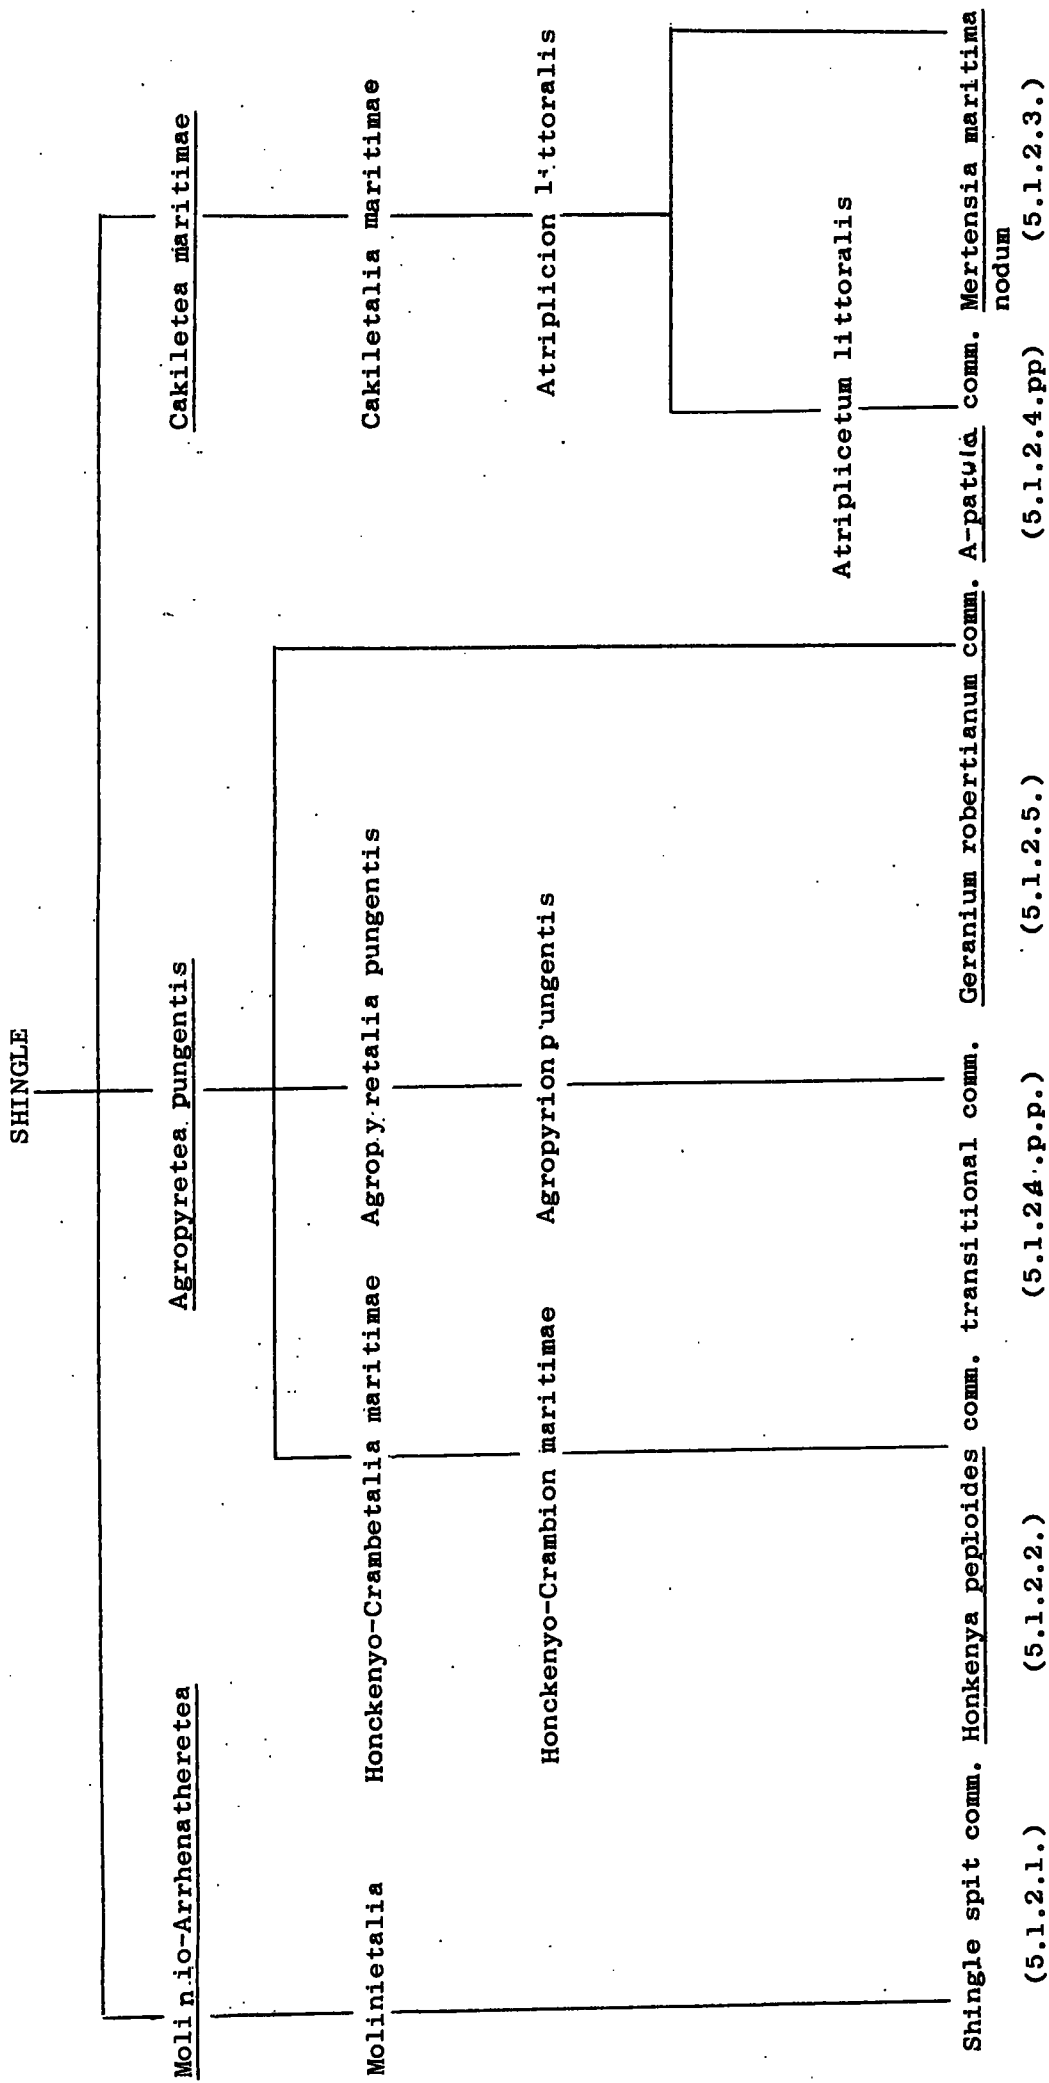 SHINGLE
Molinio-Arrhenatheretea
Agropyretea pungentis
Cakiletea maritimae
Molinietalia
Honckenyo-Crambetalia maritimae
Agropyretalia pungentis
Cakiletalia maritimae
Honckenyo-Crambion maritimae
Agropyrion pungentis
Atriplicion littoralis
Atriplicetum littoralis
Shingle spit comm.
Honkenya peploides comm.
transitional comm.
Geranium robertianum comm.
A-patula comm.
Mertensia maritima
nodum
(5.1.2.1.)
(5.1.2.2.)
(5.1.24.p.p.)
(5.1.2.5.)
(5.1.2.4.pp)
(5.1.2.3.)